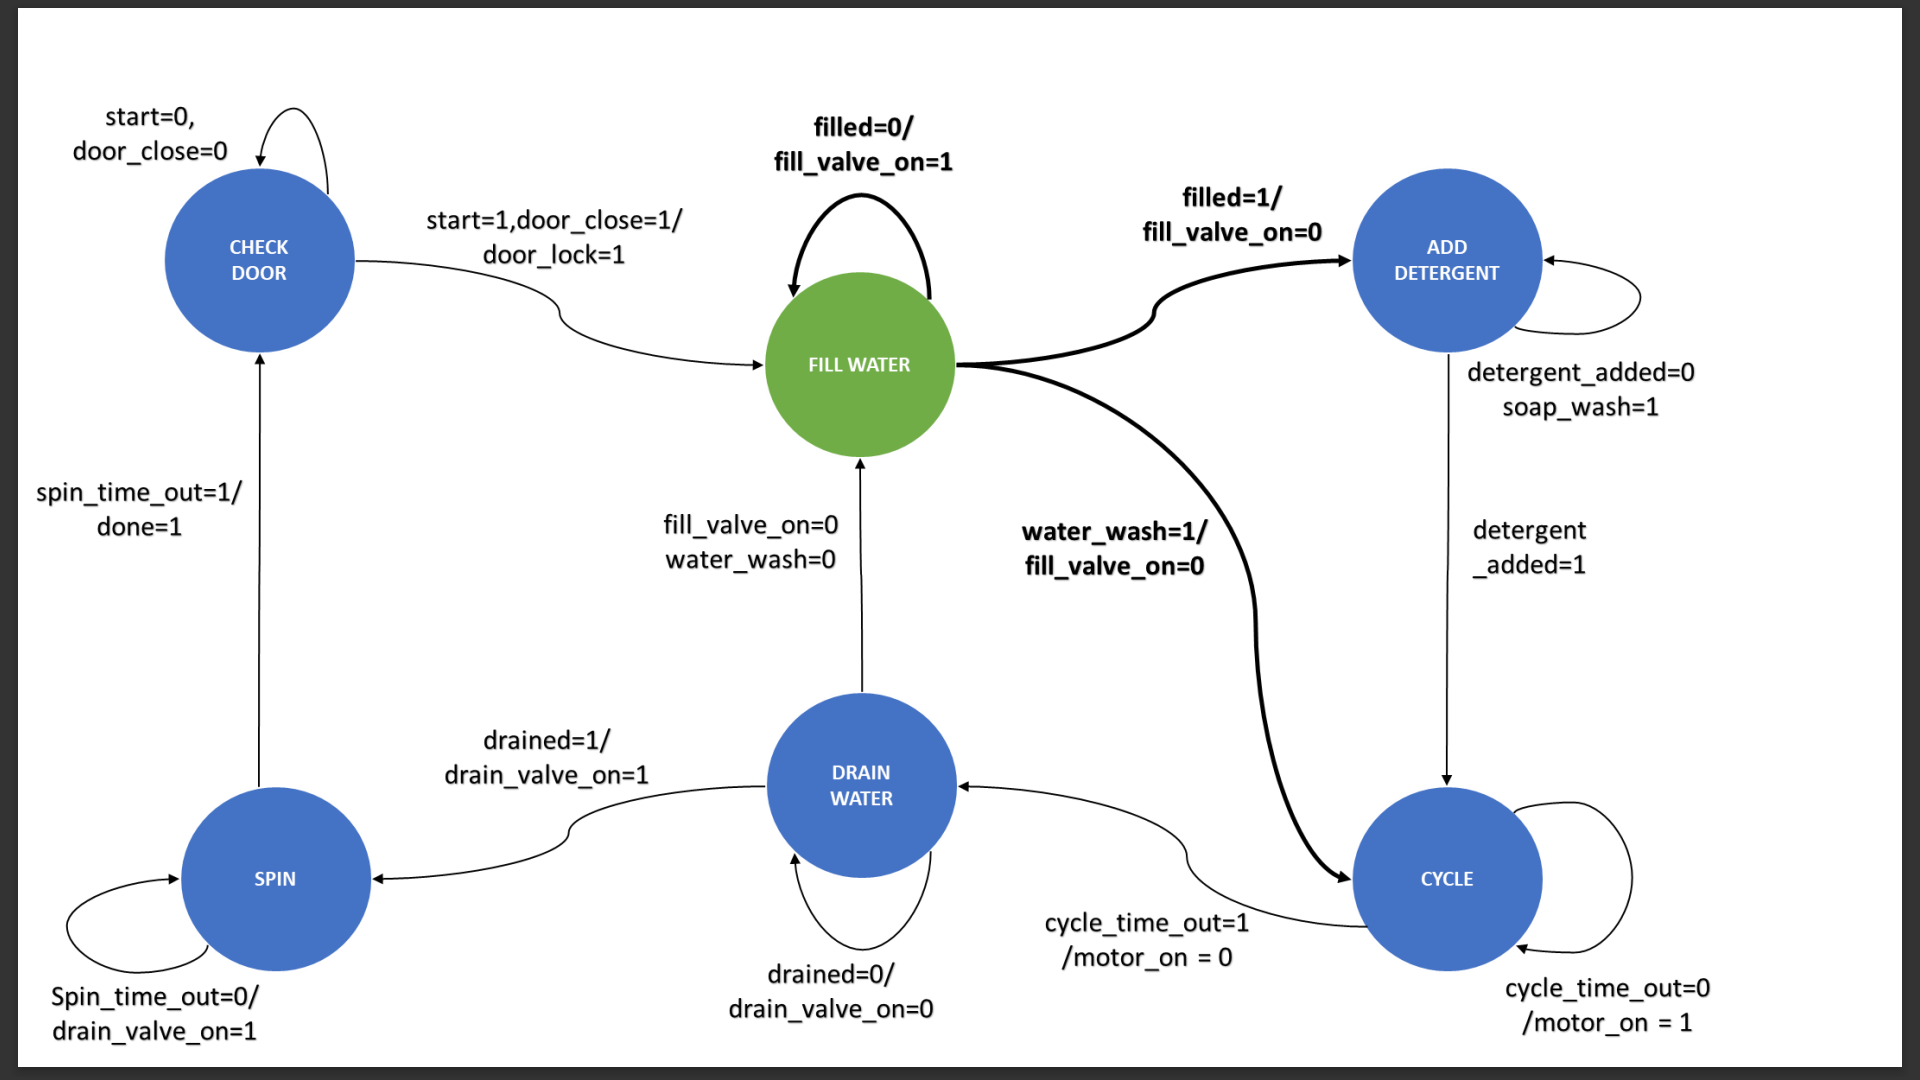 start=0,
door_close=0
filled=0/
fill_valve_on=1
filled=1/
fill_valve_on=0
start=1,door_close=1/
door_lock=1
CHECK
DOOR
ADD
DETERGENT
FILL WATER
detergent_added=0
soap_wash=1
spin_time_out=1/
done=1
fill_valve_on=0
water_wash=0
water_wash=1/
fill_valve_on=0
detergent
_added=1
drained=1/
drain_valve_on=1
DRAIN
WATER
SPIN
CYCLE
cycle_time_out=1
/motor_on = 0
drained=0/
drain_valve_on=0
Spin_time_out=0/
drain_valve_on=1
cycle_time_out=0
/motor_on = 1